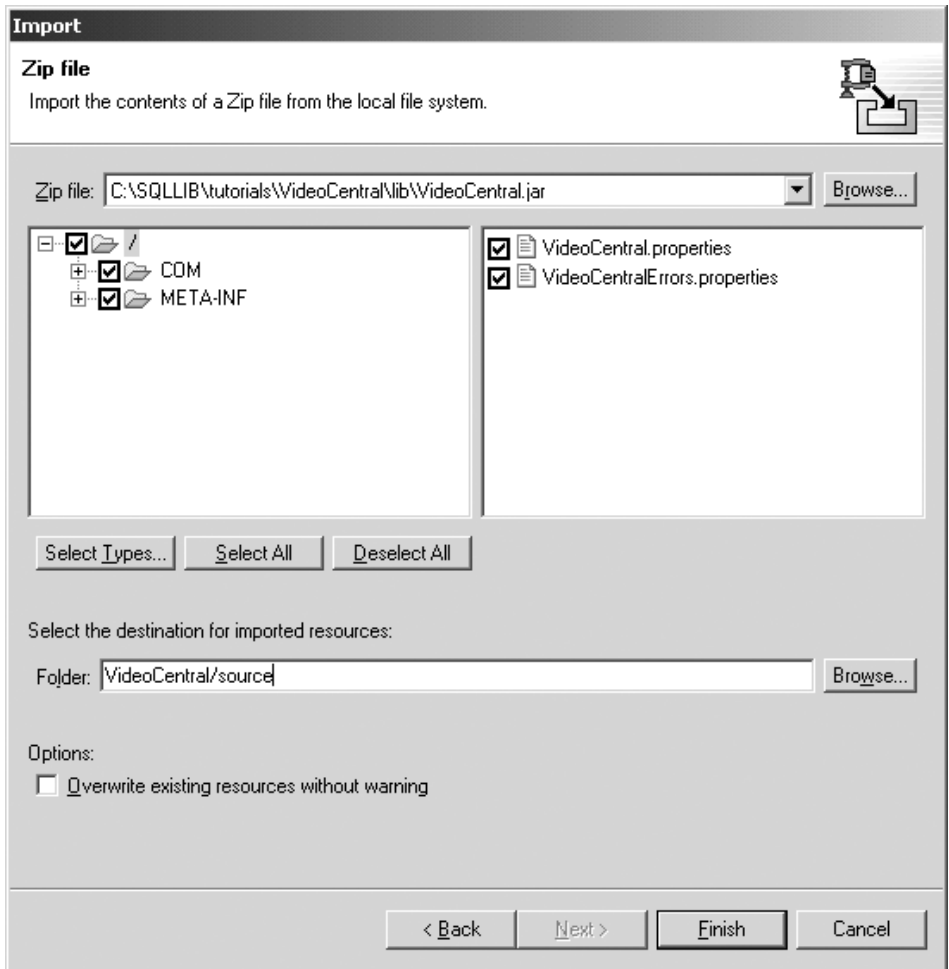 Import
Zip file
Import the contents of a Zip file from the local file system.
Zip file: C:\SQLLIB\tutorials\VideoCentral\lib\VideoCentral.jar Browse...
/
COM
META-INF
VideoCentral.properties
VideoCentralErrors.properties
Select Types... Select All Deselect All
Select the destination for imported resources:
Folder: VideoCentral/source Browse...
Options:
Overwrite existing resources without warning
< Back Next > Finish Cancel